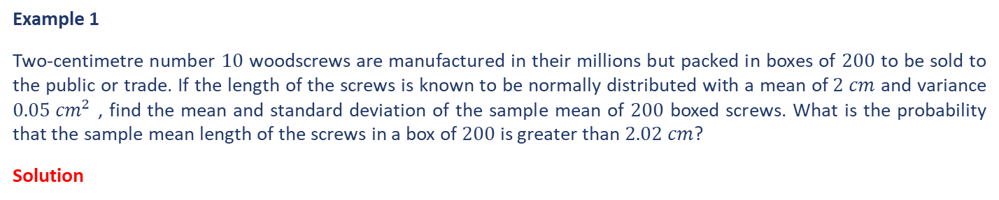 Example 1
Two-centimetre number 10 woodscrews are manufactured in their millions but packed in boxes of 200 to be sold to
the public or trade. If the length of the screws is known to be normally distributed with a mean of 2 cm and variance
0.05 cm² , find the mean and standard deviation of the sample mean of 200 boxed screws. What is the probability
that the sample mean length of the screws in a box of 200 is greater than 2.02 cm?
Solution